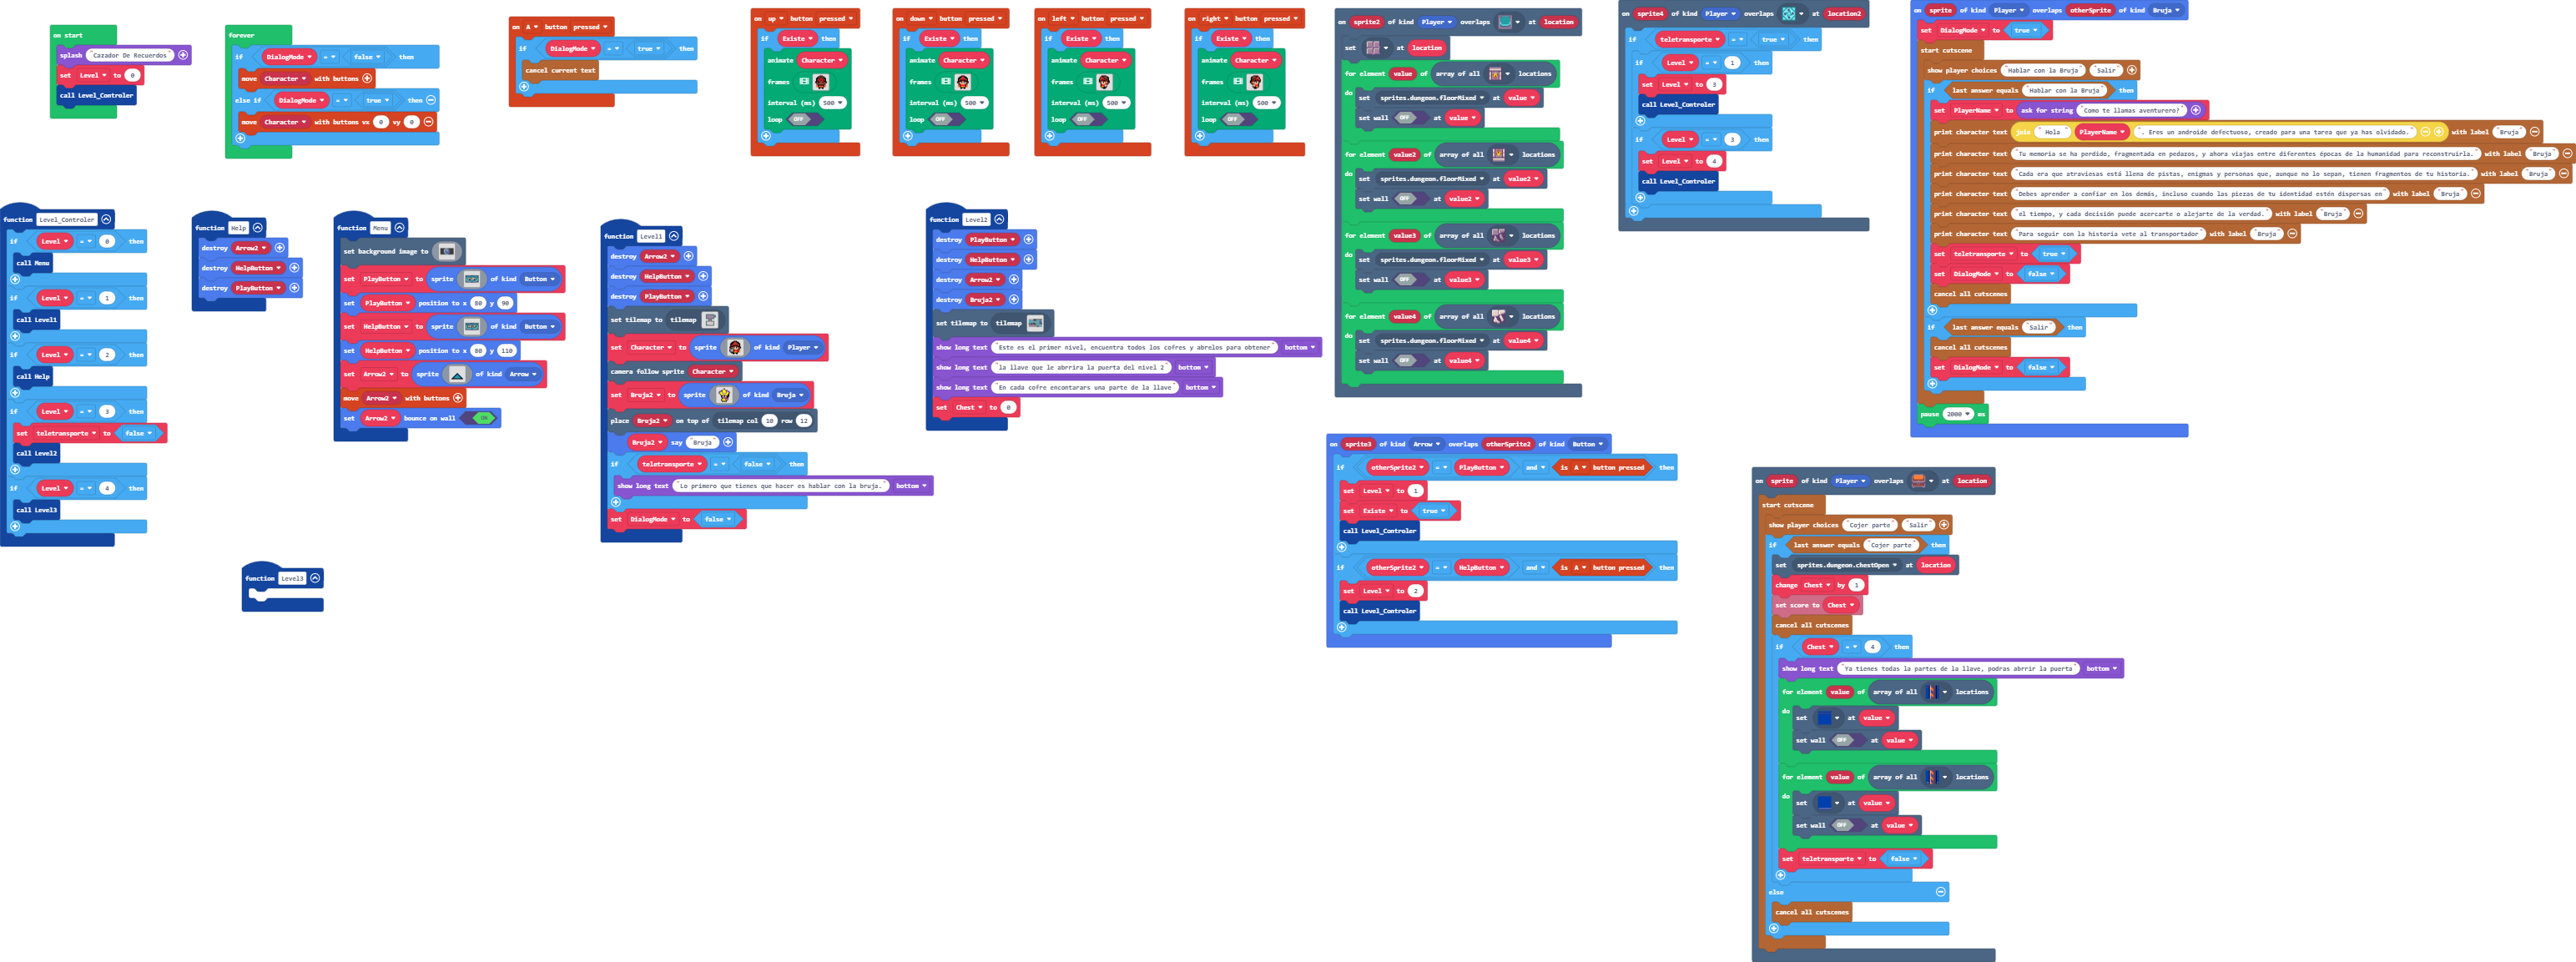 on start
splash "Cazador De Recuerdos"
set Level to 0
call Level_Controler
forever
if DialogMode = false then
move Character with buttons
else if DialogMode = true then
move Character with buttons vx 0 vy 0
on A button pressed
if DialogMode = true then
cancel current text
on up button pressed
if Existe then
animate Character
frames
interval (ms) 500
loop OFF
on down button pressed
if Existe then
animate Character
frames
interval (ms) 500
loop OFF
on left button pressed
if Existe then
animate Character
frames
interval (ms) 500
loop OFF
on right button pressed
if Existe then
animate Character
frames
interval (ms) 500
loop OFF
on sprite2 of kind Player overlaps at location
set at location
for element value of array of all locations
do
set sprites.dungeon.floorMixed at value
set wall OFF at value
for element value2 of array of all locations
do
set sprites.dungeon.floorMixed at value2
set wall OFF at value2
for element value3 of array of all locations
do
set sprites.dungeon.floorMixed at value3
set wall OFF at value3
for element value4 of array of all locations
do
set sprites.dungeon.floorMixed at value4
set wall OFF at value4
on sprite4 of kind Player overlaps at location2
if teletransporte = true then
if Level = 1 then
set Level to 3
call Level_Controler
if Level = 3 then
set Level to 4
call Level_Controler
on sprite of kind Player overlaps otherSprite of kind Bruja
set DialogMode to true
start cutscene
show player choices "Hablar con la Bruja" "Salir"
if last answer equals "Hablar con la Bruja" then
set PlayerName to ask for string "Como te llamas aventurero?"
print character text join "Hola " PlayerName ". Eres un androide defectuoso, creado para una tarea que ya has olvidado." with label "Bruja"
print character text "Tu memoria se ha perdido, fragmentada en pedazos, y ahora viajas entre diferentes épocas de la humanidad para reconstruirla." with label "Bruja"
print character text "Cada era que atraviesas está llena de pistas, enigmas y personas que, aunque no lo sepan, tienen fragmentos de tu historia." with label "Bruja"
print character text "Debes aprender a confiar en los demás, incluso cuando las piezas de tu identidad estén dispersas en" with label "Bruja"
print character text "el tiempo, y cada decisión puede acercarte o alejarte de la verdad." with label "Bruja"
print character text "Para seguir con la historia vete al transportador" with label "Bruja"
set teletransporte to true
set DialogMode to false
cancel all cutscenes
if last answer equals "Salir" then
cancel all cutscenes
set DialogMode to false
pause 2000 ms
function Level_Controler
if Level = 0 then
call Menu
if Level = 1 then
call Level1
if Level = 2 then
call Help
if Level = 3 then
set teletransporte to false
call Level2
if Level = 4 then
call Level3
function Help
destroy Arrow2
destroy HelpButton
destroy PlayButton
function Menu
set background image to
set PlayButton to sprite of kind Button
set PlayButton position to x 80 y 90
set HelpButton to sprite of kind Button
set HelpButton position to x 80 y 110
set Arrow2 to sprite of kind Arrow
move Arrow2 with buttons
set Arrow2 bounce on wall ON
function Level1
destroy Arrow2
destroy HelpButton
destroy PlayButton
set tilemap to tilemap
set Character to sprite of kind Player
camera follow sprite Character
set Bruja2 to sprite of kind Bruja
place Bruja2 on top of tilemap col 10 row 12
Bruja2 say "Bruja"
if teletransporte = false then
show long text "Lo primero que tienes que hacer es hablar con la bruja." bottom
set DialogMode to false
function Level2
destroy PlayButton
destroy HelpButton
destroy Arrow2
destroy Bruja2
set tilemap to tilemap
show long text "Este es el primer nivel, encuentra todos los cofres y abrelos para obtener" bottom
show long text "la llave que le abrira la puerta del nivel 2" bottom
show long text "En cada cofre encontarars una parte de la llave" bottom
set Chest to 0
function Level3
on sprite3 of kind Arrow overlaps otherSprite2 of kind Button
if otherSprite2 = PlayButton and is A button pressed then
set Level to 1
set Existe to true
call Level_Controler
if otherSprite2 = HelpButton and is A button pressed then
set Level to 2
call Level_Controler
on sprite of kind Player overlaps at location
start cutscene
show player choices "Cojer parte" "Salir"
if last answer equals "Cojer parte" then
set sprites.dungeon.chestOpen at location
change Chest by 1
set score to Chest
cancel all cutscenes
if Chest = 4 then
show long text "Ya tienes todas la partes de la llave, podras abrrir la puerta" bottom
for element value of array of all locations
do
set at value
set wall OFF at value
for element value of array of all locations
do
set at value
set wall OFF at value
set teletransporte to false
else
cancel all cutscenes